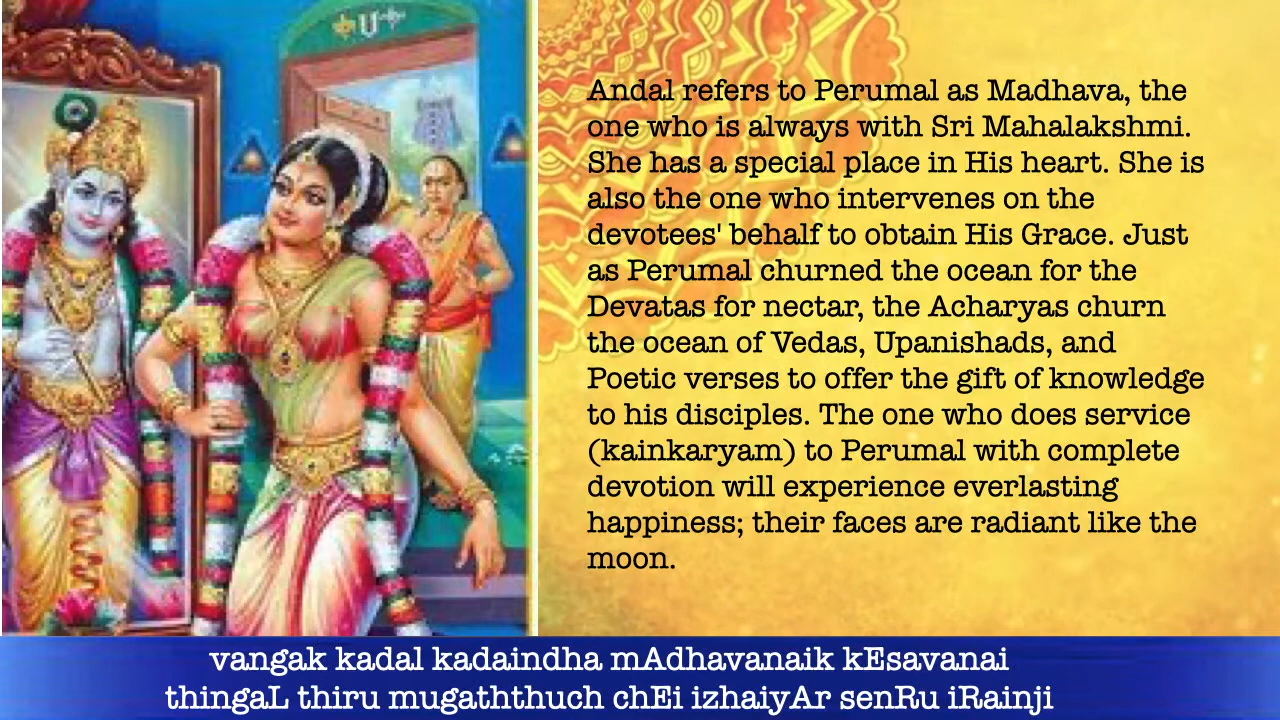 Andal refers to Perumal as Madhava, the
one who is always with Sri Mahalakshmi.
She has a special place in His heart. She is
also the one who intervenes on the
devotees' behalf to obtain His Grace. Just
as Perumal churned the ocean for the
Devatas for nectar, the Acharyas churn
the ocean of Vedas, Upanishads, and
Poetic verses to offer the gift of knowledge
to his disciples. The one who does service
(kainkaryam) to Perumal with complete
devotion will experience everlasting
happiness; their faces are radiant like the
moon.
vangak kadal kadaindha mAdhavanaik kEsavanai
thingaL thiru mugaththuch chEi izhaiyAr senRu iRainji